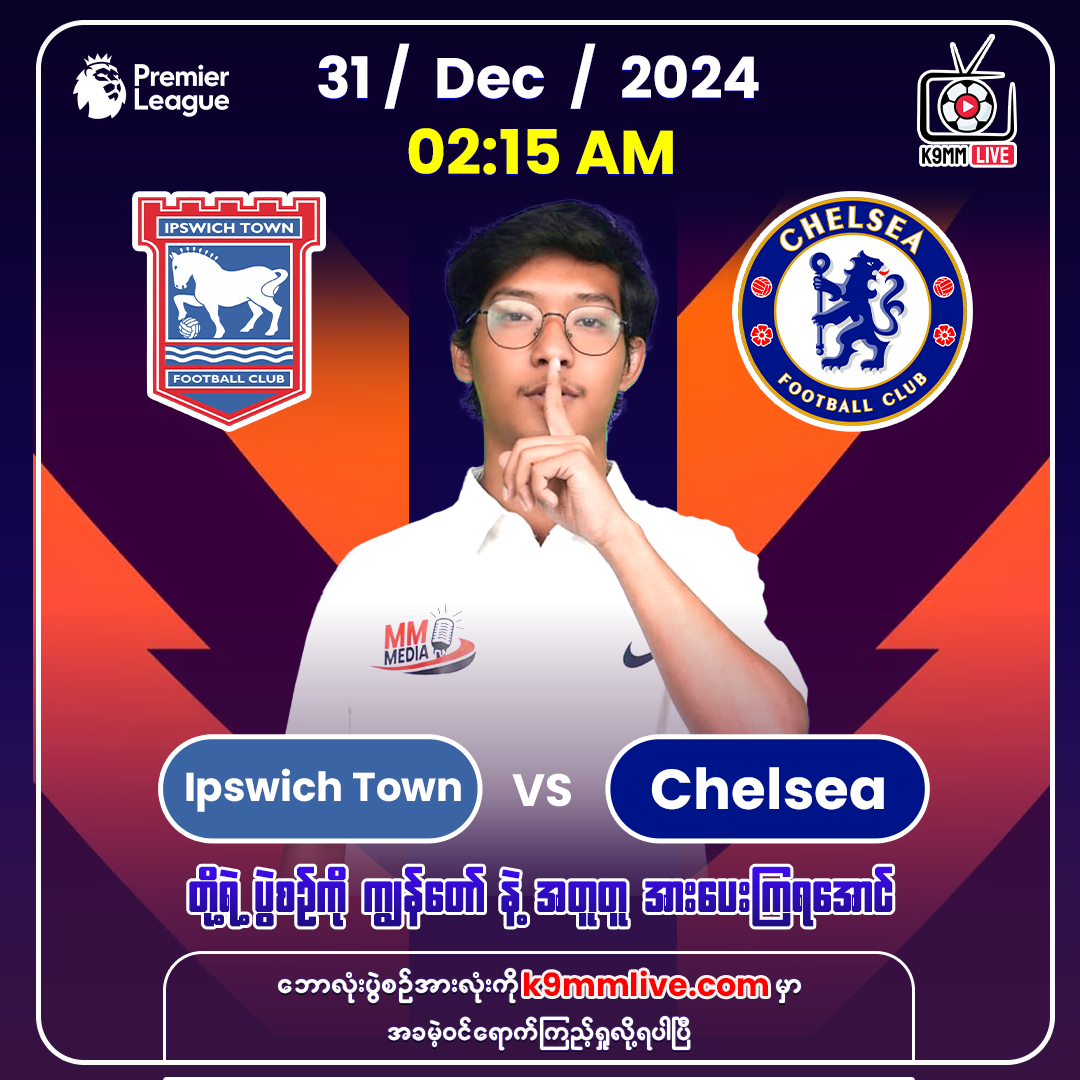 Premier
League
31 / Dec / 2024
02:15 AM
K9MM LIVE
IPSWICH TOWN
FOOTBALL CLUB
CHELSEA
FOOTBALL CLUB
MM
MEDIA
Ipswich Town VS Chelsea
တို့ရဲ့ ပွဲစဉ်ကို ကျွန်တော် နဲ့ အတူတူ အားပေးကြရအောင်
ဘောလုံးပွဲစဉ်အားလုံးကို k9mmlive.com မှာ
အခမဲ့ဝင်ရောက်ကြည့်ရှုလို့ရပါပြီ